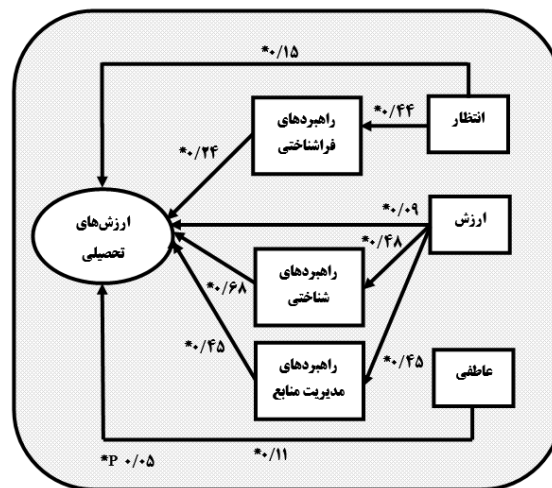 *۰/۱۵
انتظار
*۰/۴۴
راهبردهای
فراشناختی
*۰/۲۴
ارزش
*۰/۰۹
*۰/۴۸
ارزش‌های
تحصیلی
راهبردهای
شناختی
*۰/۶۸
*۰/۴۵
راهبردهای
مدیریت منابع
*۰/۴۵
عاطفی
*۰/۱۱
*P ۰/۰۵